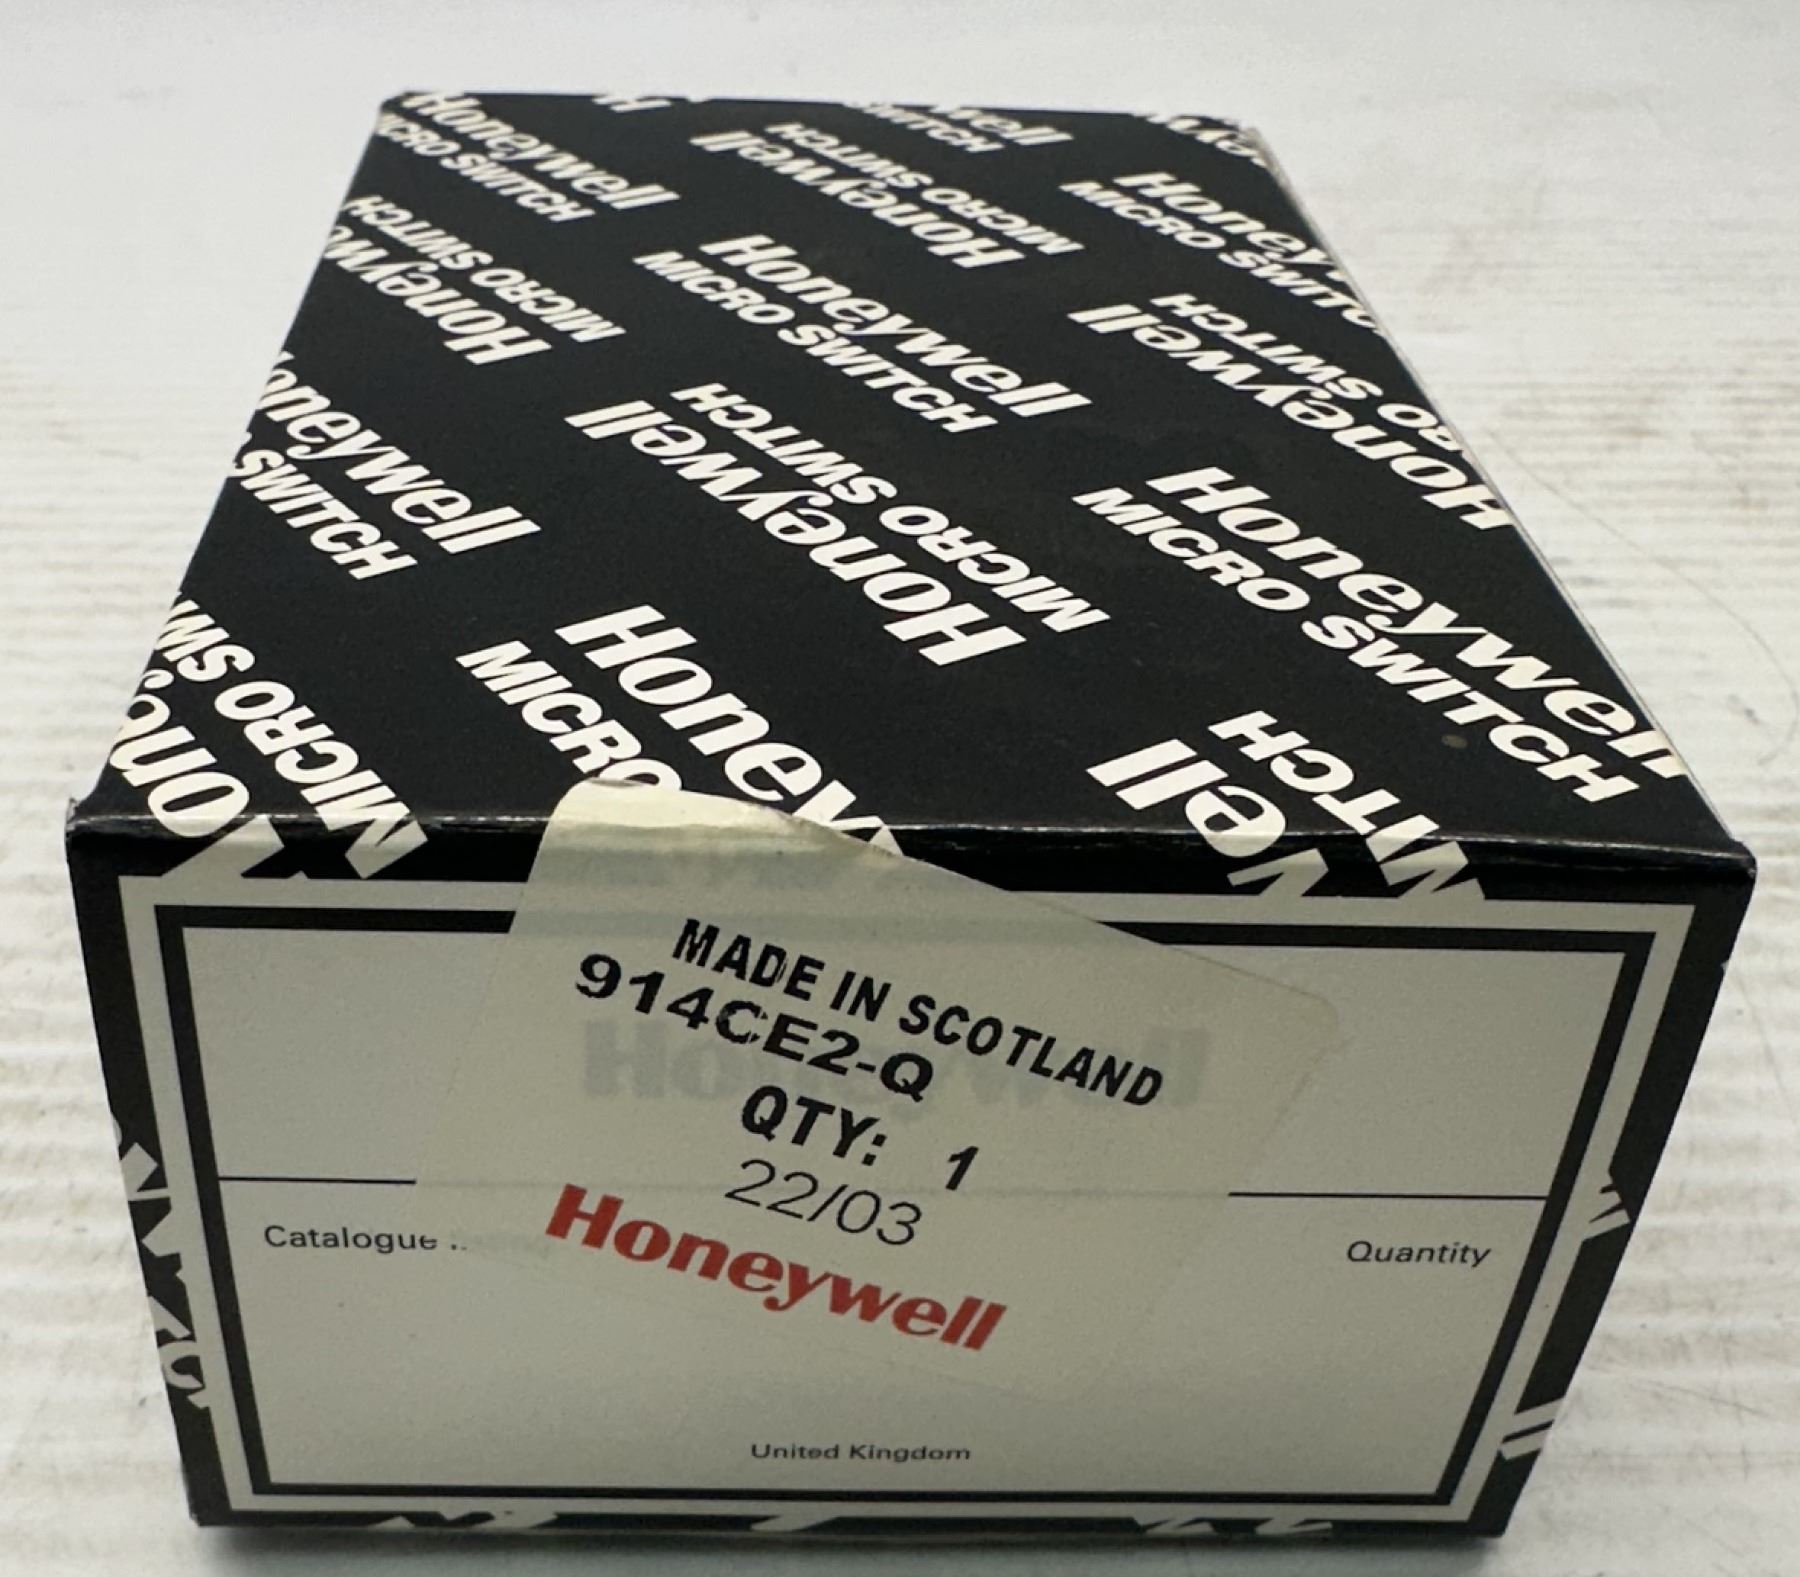 Honeywell
MICRO SWITCH
Honeywell
MICRO SWITCH
Honeywell
MICRO SWITCH
Honeywell
MICRO SWITCH
Honeywell
MICRO SWITCH
Honeywell
MICRO SWITCH
MADE IN SCOTLAND
914CE2-Q
QTY: 1
22/03
Honeywell
Honeywell
Catalogue ..
Quantity
United Kingdom